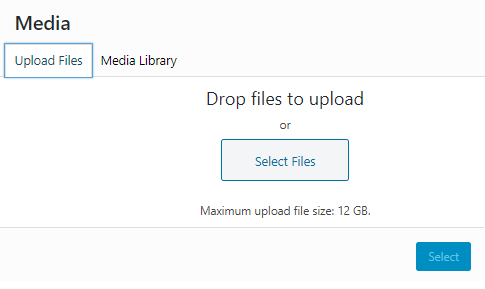 Media
Upload Files Media Library
Drop files to upload
or
Select Files
Maximum upload file size: 12 GB.
Select